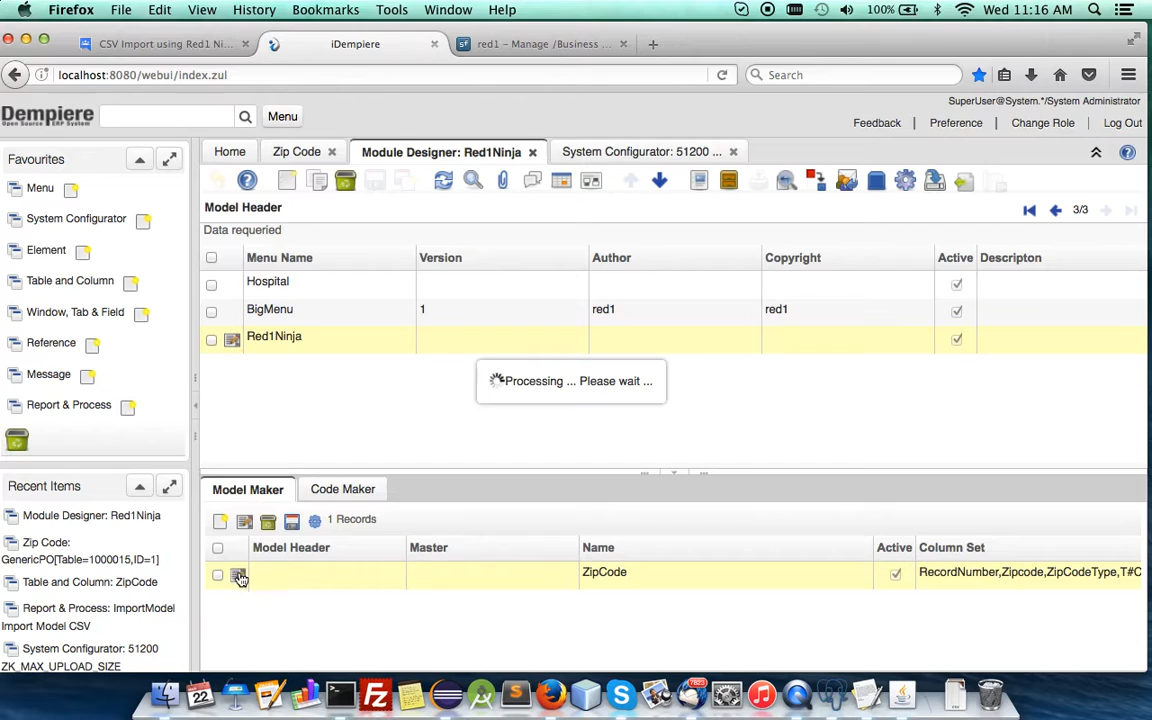 Firefox File Edit View History Bookmarks Tools Window Help 100% Wed 11:16 AM
CSV Import using Red1 Ni... iDempiere red1 – Manage /Business ...
localhost:8080/webui/index.zul Search
Dempiere Menu SuperUser@System.*/System Administrator
Open Source ERP System
Feedback Preference Change Role Log Out
Favourites
Home Zip Code Module Designer: Red1Ninja System Configurator: 51200 ...
Menu
System Configurator
Element
Table and Column
Window, Tab & Field
Reference
Message
Report & Process
Model Header 3/3
Data requeried
Menu Name Version Author Copyright Active Descripton
Hospital
BigMenu 1 red1 red1
Red1Ninja
Processing ... Please wait ...
Recent Items
Module Designer: Red1Ninja
Zip Code:
GenericPO[Table=1000015,ID=1]
Table and Column: ZipCode
Report & Process: ImportModel
Import Model CSV
System Configurator: 51200
ZK_MAX_UPLOAD_SIZE
Model Maker Code Maker
1 Records
Model Header Master Name Active Column Set
ZipCode RecordNumber,Zipcode,ZipCodeType,T#C